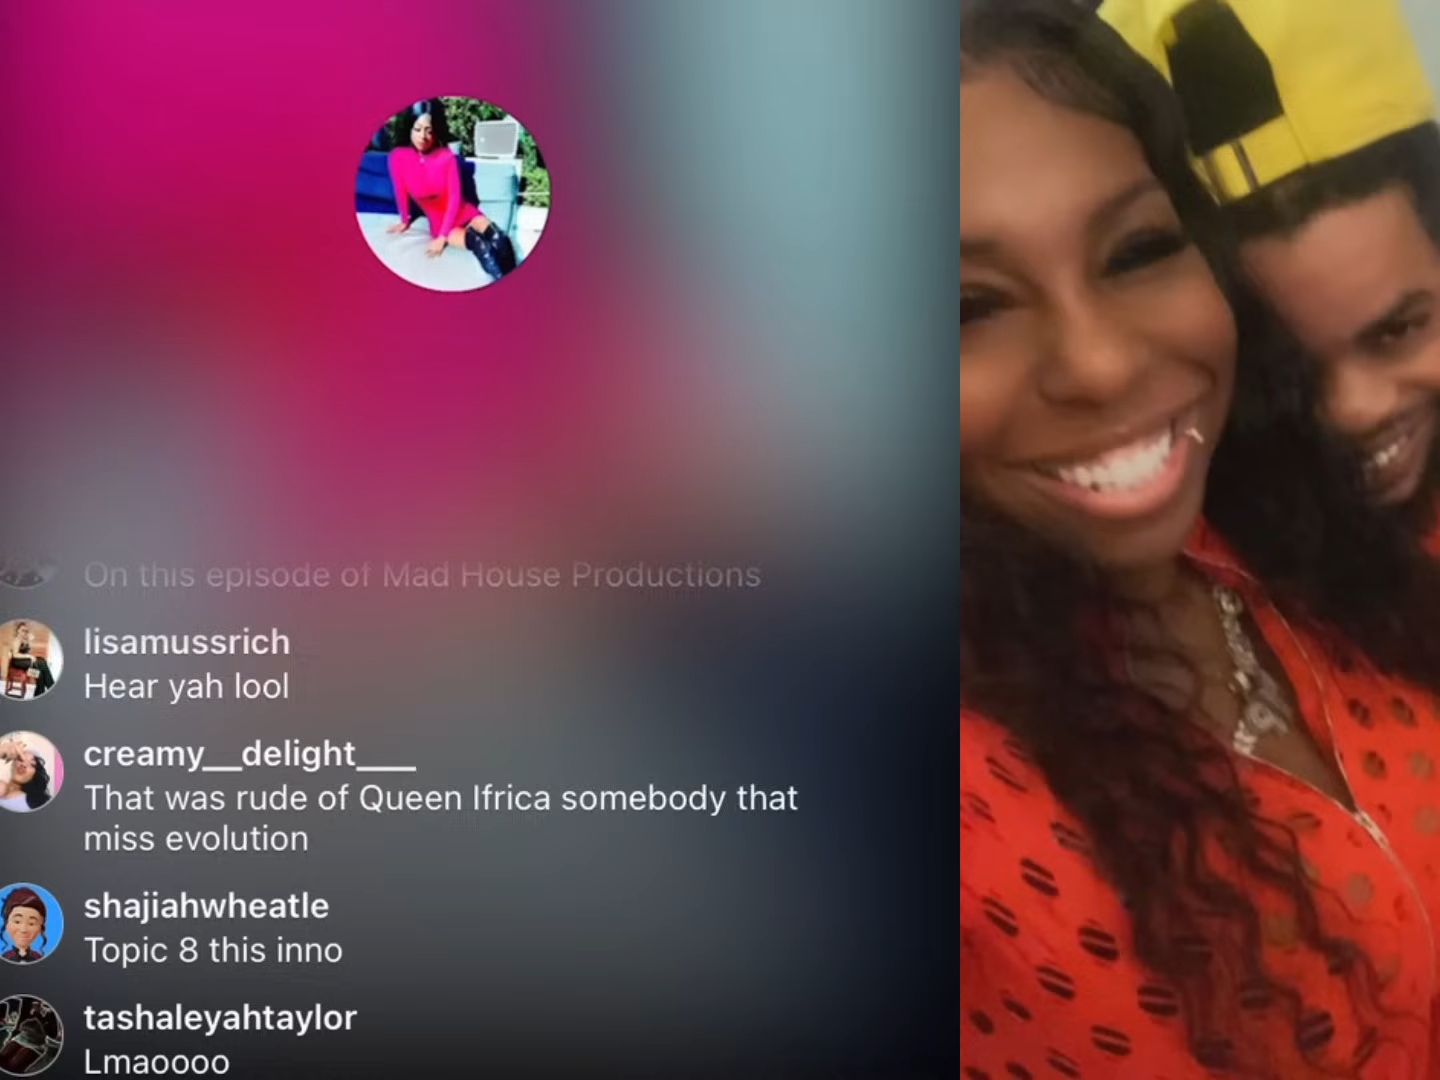 On this episode of Mad House Productions
lisamussrich
Hear yah lool
creamy__delight___
That was rude of Queen Ifrica somebody that
miss evolution
shajiahwheatle
Topic 8 this inno
tashaleyahtaylor
Lmaoooo